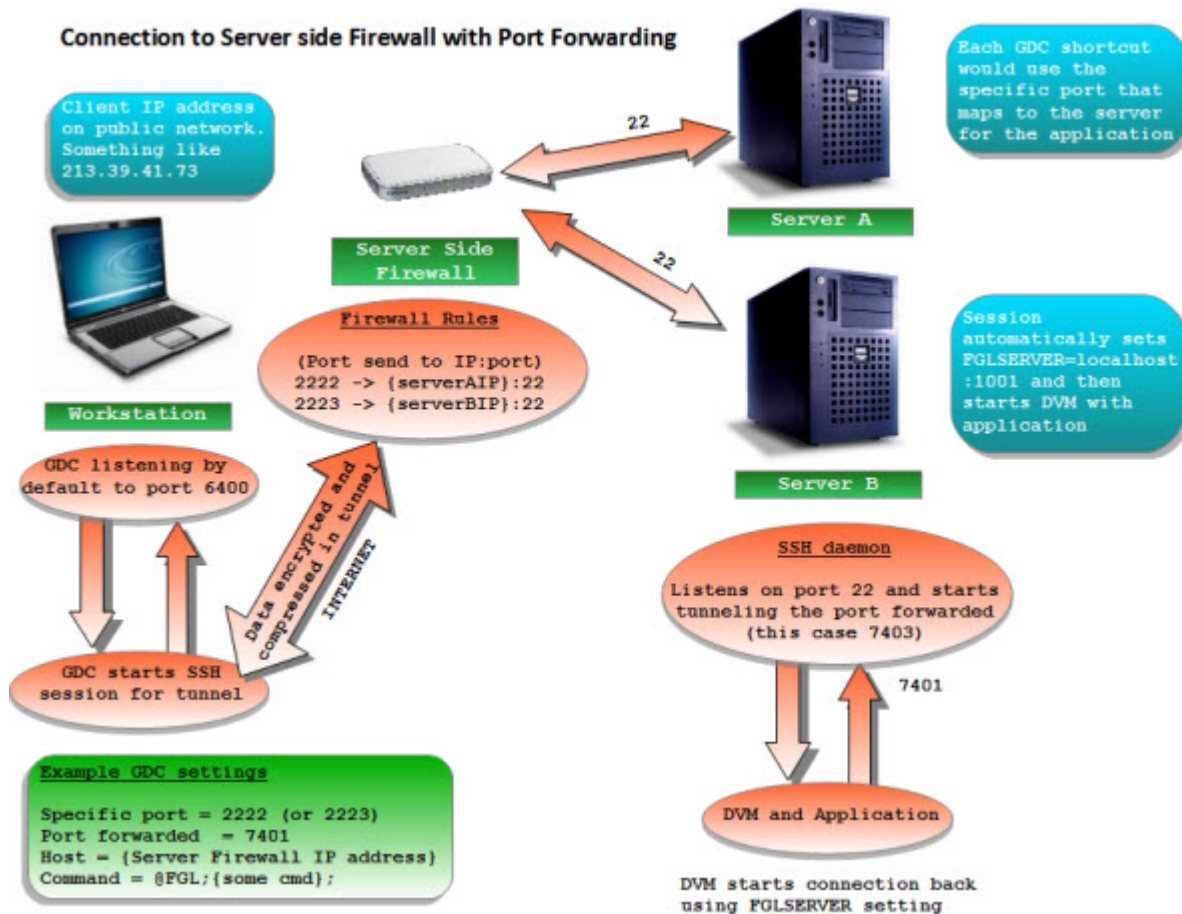 Connection to Server side Firewall with Port Forwarding
Client IP address
on public network.
Something like
213.39.41.73
22
Each GDC shortcut
would use the
specific port that
maps to the server
for the application
Server A
Server Side
Firewall
22
Firewall Rules
(Port send to IP:port)
2222 -> {serverAIP}:22
2223 -> {serverBIP}:22
Session
automatically sets
FGLSERVER=localhost
:1001 and then
starts DVM with
application
Workstation
GDC listening by
default to port 6400
Server B
Data encrypted and
compressed in tunnel
INTERNET
SSH daemon
Listens on port 22 and starts
tunneling the port forwarded
(this case 7403)
GDC starts SSH
session for tunnel
7401
Example GDC settings
Specific port = 2222 (or 2223)
Port forwarded = 7401
Host = {Server Firewall IP address}
Command = @FGL;{some cmd};
DVM and Application
DVM starts connection back
using FGLSERVER setting